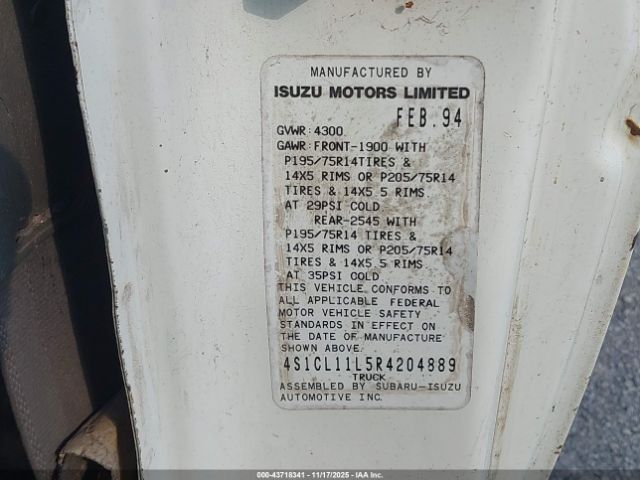 MANUFACTURED BY
ISUZU MOTORS LIMITED
FEB.94
GVWR:4300
GAWR:FRONT-1900 WITH
P195/75R14TIRES &
14X5 RIMS OR P205/75R14
TIRES & 14X5.5 RIMS
AT 29PSI COLD
REAR-2545 WITH
P195/75R14 TIRES &
14X5 RIMS OR P205/75R14
TIRES & 14X5.5 RIMS
AT 35PSI COLD
THIS VEHICLE CONFORMS TO
ALL APPLICABLE FEDERAL
MOTOR VEHICLE SAFETY
STANDARDS IN EFFECT ON
THE DATE OF MANUFACTURE
SHOWN ABOVE.
4S1CL11L5R4204889
TRUCK
ASSEMBLED BY SUBARU-ISUZU
AUTOMOTIVE INC.
000-43718341 - 11/17/2025 - IAAI.COM